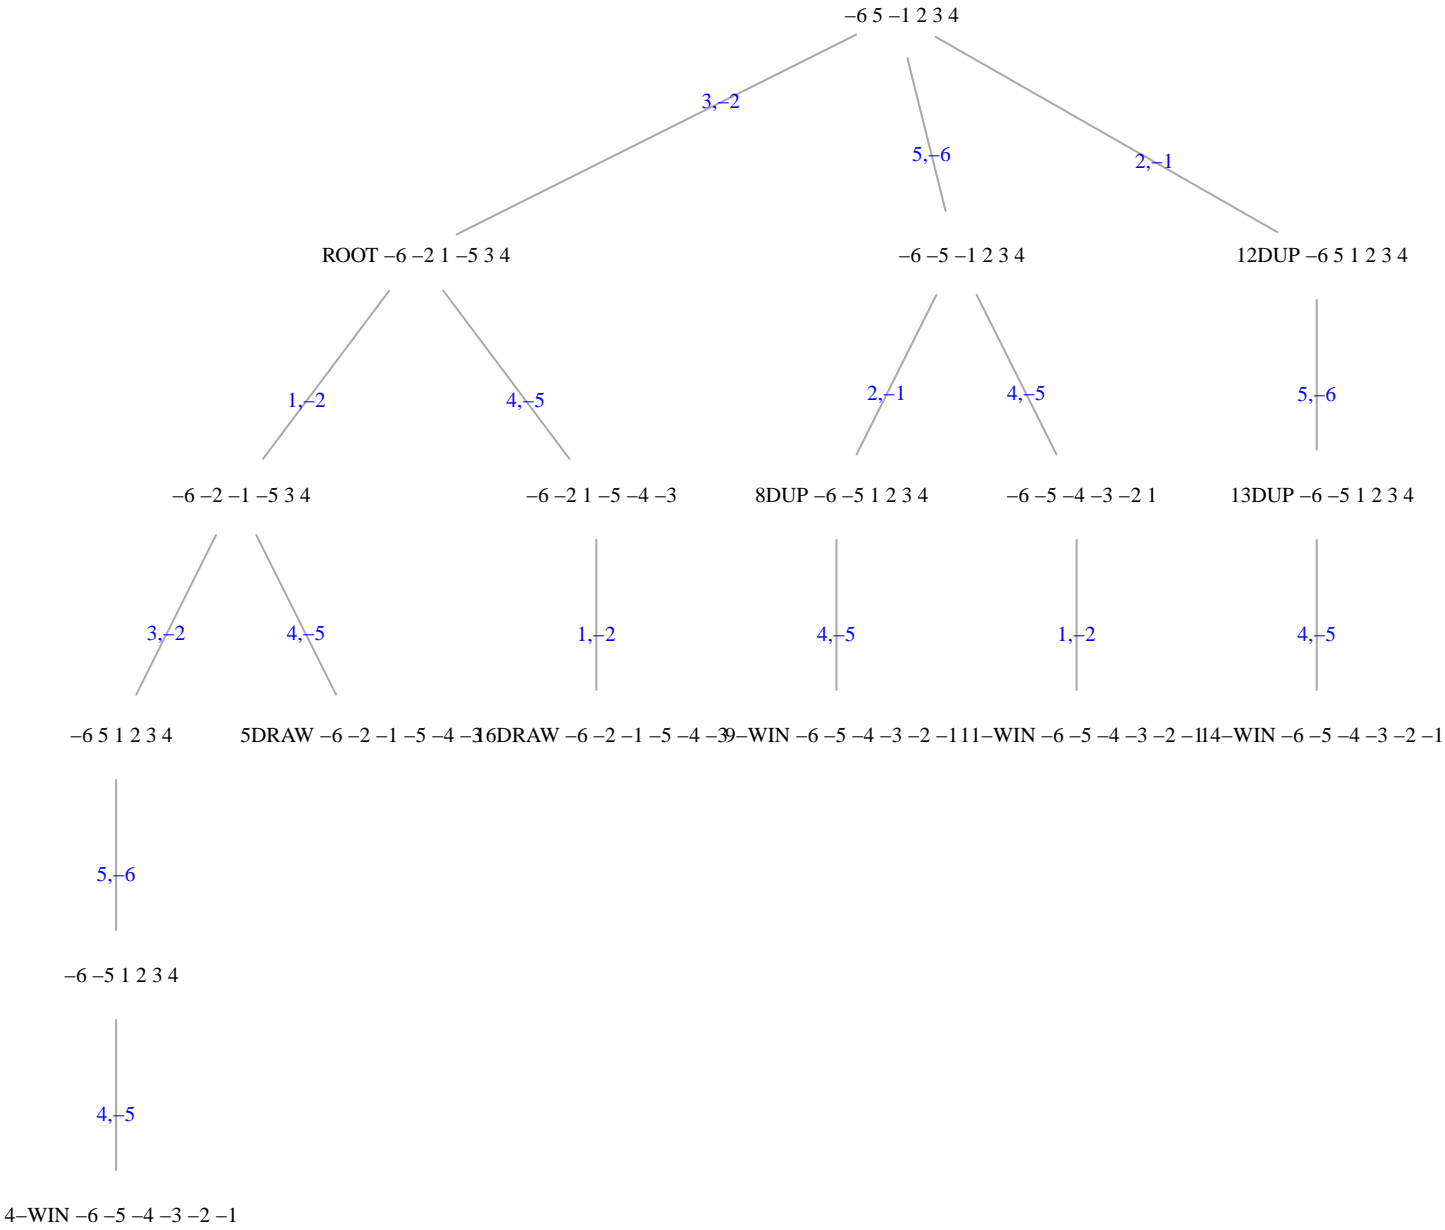 −6 5 −1 2 3 4
3,−2
5,−6
2,−1
ROOT −6 −2 1 −5 3 4
−6 −5 −1 2 3 4
12DUP −6 5 1 2 3 4
1,−2
4,−5
2,−1
4,−5
5,−6
−6 −2 −1 −5 3 4
−6 −2 1 −5 −4 −3
8DUP −6 −5 1 2 3 4
−6 −5 −4 −3 −2 1
13DUP −6 −5 1 2 3 4
3,−2
4,−5
1,−2
4,−5
1,−2
4,−5
−6 5 1 2 3 4
5DRAW −6 −2 −1 −5 −4 −3
16DRAW −6 −2 −1 −5 −4 −3
9−WIN −6 −5 −4 −3 −2 −1
11−WIN −6 −5 −4 −3 −2 −1
14−WIN −6 −5 −4 −3 −2 −1
5,−6
−6 −5 1 2 3 4
4,−5
4−WIN −6 −5 −4 −3 −2 −1